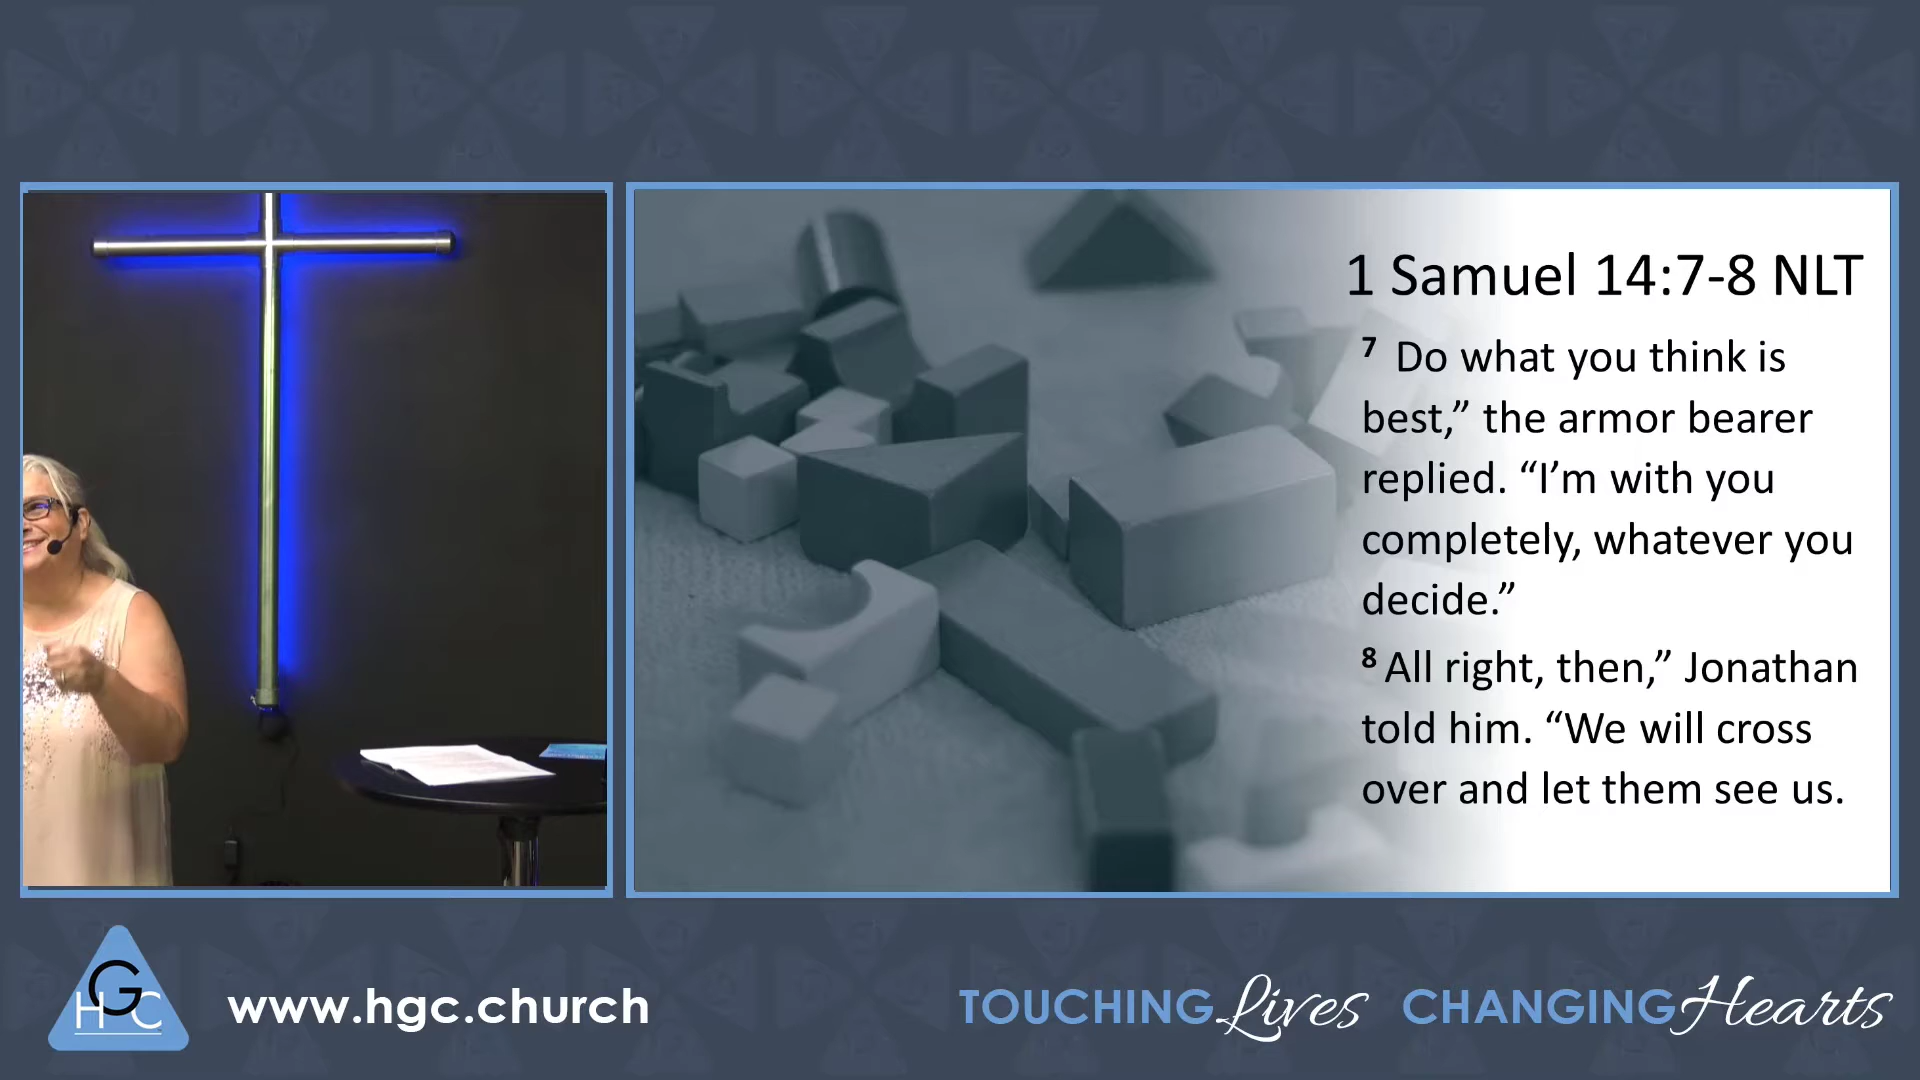 1 Samuel 14:7-8 NLT
7 Do what you think is
best,” the armor bearer
replied. “I’m with you
completely, whatever you
decide.”
8 All right, then,” Jonathan
told him. “We will cross
over and let them see us.
HGC
www.hgc.church
TOUCHING Lives CHANGING Hearts